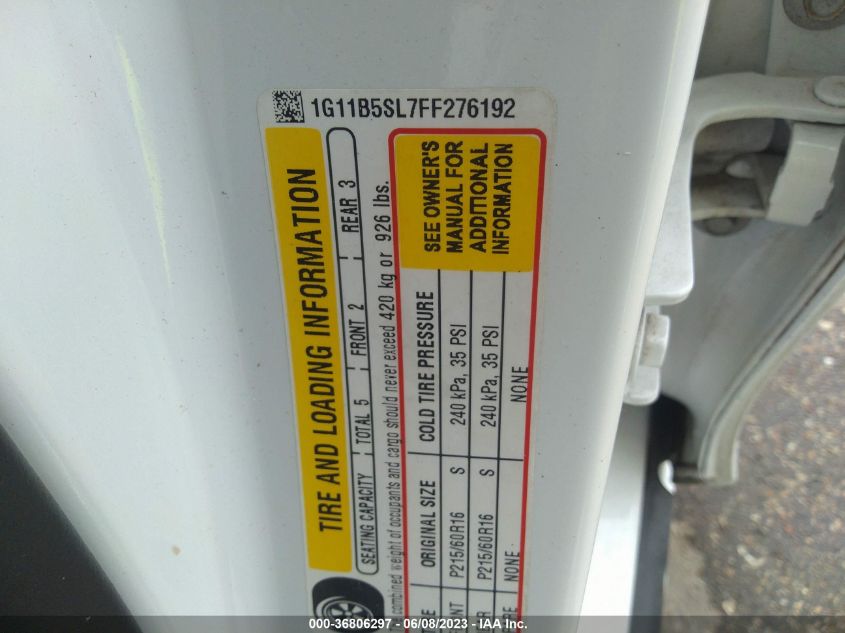 1G11B5SL7FF276192
TIRE AND LOADING INFORMATION
SEATING CAPACITY TOTAL 5 FRONT 2 REAR 3
combined weight of occupants and cargo should never exceed 420 kg or 926 lbs.
ORIGINAL SIZE COLD TIRE PRESSURE
P215/60R16 S 240 kPa, 35 PSI
P215/60R16 S 240 kPa, 35 PSI
NONE NONE
SEE OWNER'S
MANUAL FOR
ADDITIONAL
INFORMATION
000-36806297 - 06/08/2023 - IAA Inc.